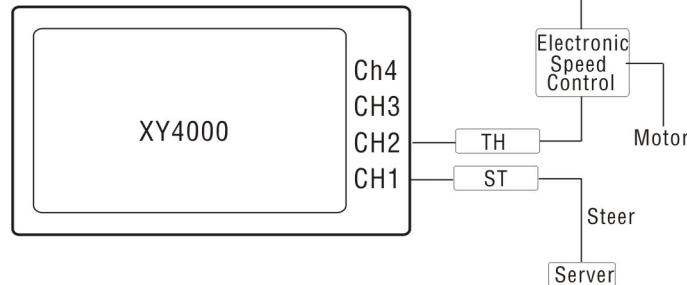 Electronic
Speed
Control
Ch4
CH3
XY4000
CH2
TH
Motor
CH1
ST
Steer
Server